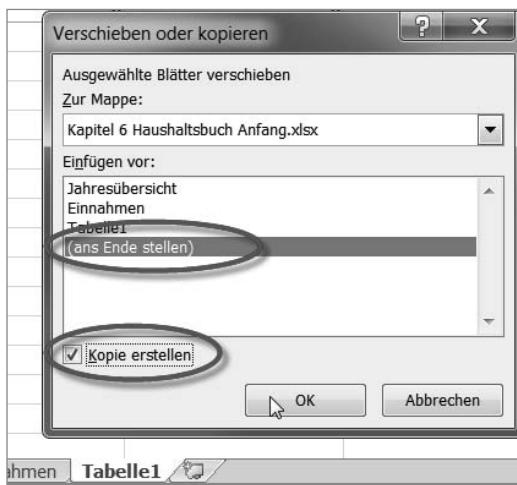 Verschieben oder kopieren
Ausgewählte Blätter verschieben
Zur Mappe:
Kapitel 6 Haushaltsbuch Anfang.xlsx
Einfügen vor:
Jahresübersicht
Einnahmen
Tabelle1
(ans Ende stellen)
Kopie erstellen
OK Abbrechen
ahmen Tabelle1